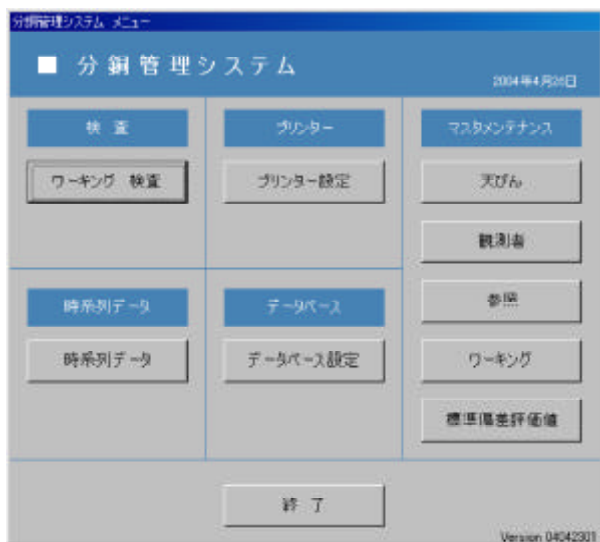 分銅管理システム メニュー
■ 分銅管理システム
2004年4月26日
検 査
ワーキング 検査
プリンター
プリンター設定
マスタメンテナンス
天びん
観測者
参照
ワーキング
標準偏差評価値
時系列データ
時系列データ
データベース
データベース設定
終 了
Version 04042301